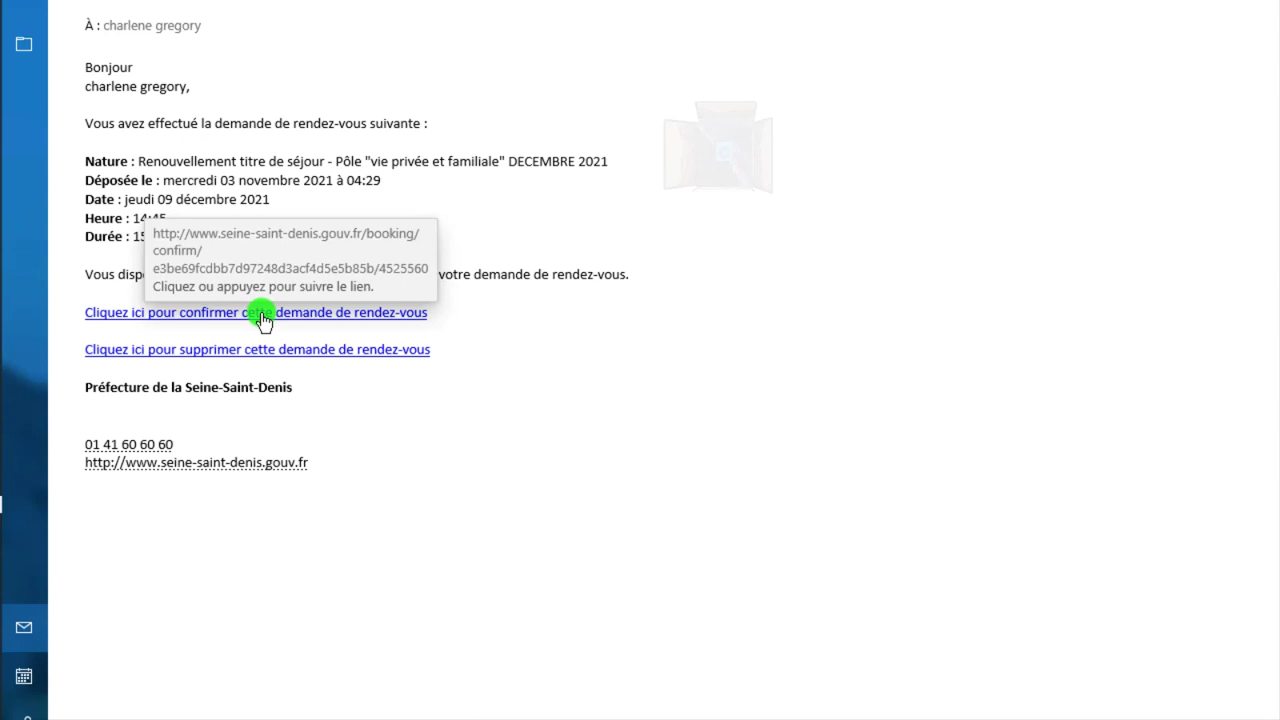 À : charlene gregory
Bonjour
charlene gregory,
Vous avez effectué la demande de rendez-vous suivante :
Nature : Renouvellement titre de séjour - Pôle "vie privée et familiale" DECEMBRE 2021
Déposée le : mercredi 03 novembre 2021 à 04:29
Date : jeudi 09 décembre 2021
Heure : 14:45
Durée : 15
http://www.seine-saint-denis.gouv.fr/booking/
confirm/
e3be69fcdbb7d97248d3acf4d5e5b85b/4525560
Cliquez ou appuyez pour suivre le lien.
Vous disp votre demande de rendez-vous.
Cliquez ici pour confirmer cette demande de rendez-vous
Cliquez ici pour supprimer cette demande de rendez-vous
Préfecture de la Seine-Saint-Denis
01 41 60 60 60
http://www.seine-saint-denis.gouv.fr